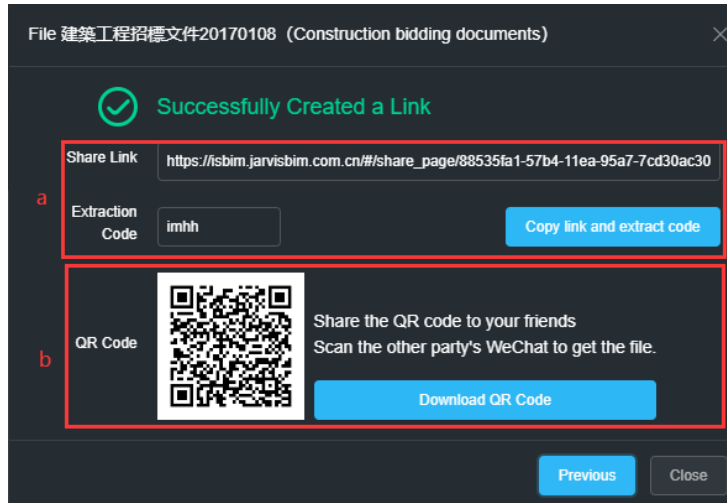 File 建築工程招標文件20170108（Construction bidding documents）
Successfully Created a Link
a
Share Link
https://isbim.jarvisbim.com.cn/#/share_page/88535fa1-57b4-11ea-95a7-7cd30ac30
Extraction
Code
imhh
Copy link and extract code
b
QR Code
Share the QR code to your friends
Scan the other party's WeChat to get the file.
Download QR Code
Previous
Close